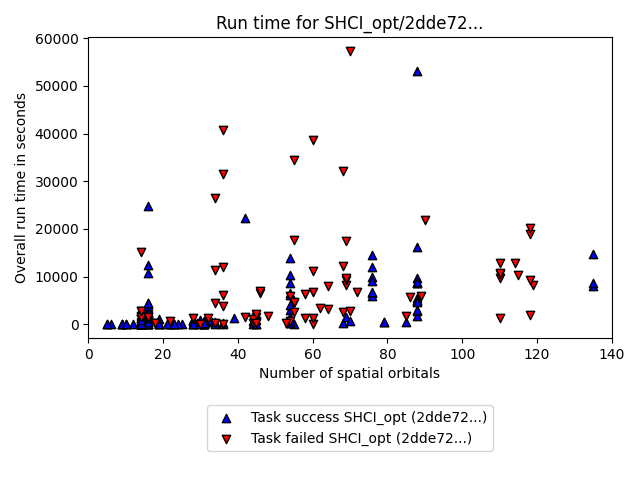 Run time for SHCI_opt/2dde72...
Overall run time in seconds
60000
50000
40000
30000
20000
10000
0
0 20 40 60 80 100 120 140
Number of spatial orbitals
Task success SHCI_opt (2dde72...)
Task failed SHCI_opt (2dde72...)